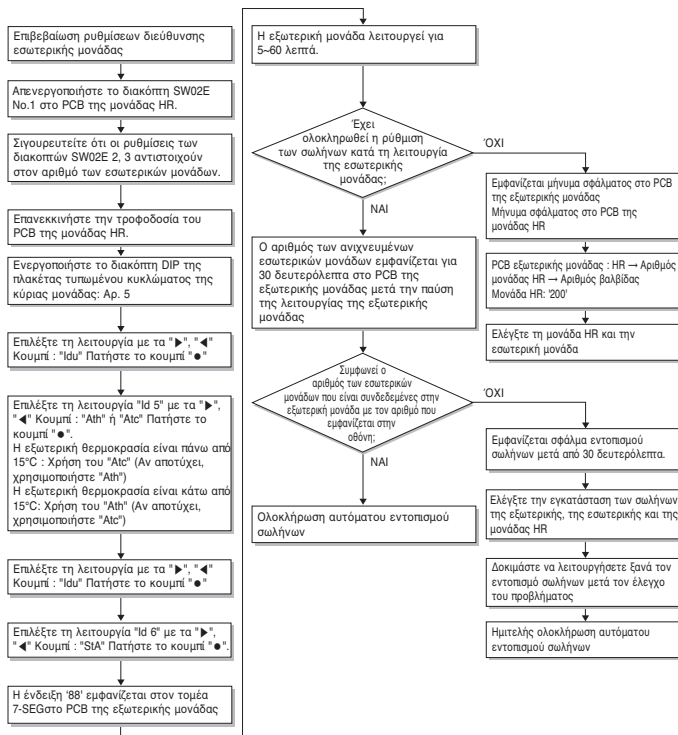 Επιβεβαίωση ρυθμίσεων διεύθυνσης
εσωτερικής μονάδας
Απενεργοποιήστε το διακόπτη SW02E
No.1 στο PCB της μονάδας HR.
Σιγουρευτείτε ότι οι ρυθμίσεις των
διακοπτών SW02E 2, 3 αντιστοιχούν
στον αριθμό των εσωτερικών μονάδων.
Επανεκκινήστε την τροφοδοσία του
PCB της μονάδας HR.
Ενεργοποιήστε το διακόπτη DIP της
πλακέτας τυπωμένου κυκλώματος της
κύριας μονάδας: Αρ. 5
Επιλέξτε τη λειτουργία με τα "▶", "◀"
Κουμπί : "Idu" Πατήστε το κουμπί "●"
Επιλέξτε τη λειτουργία "Id 5" με τα "▶",
"◀" Κουμπί : "Ath" ή "Atc" Πατήστε το
κουμπί "●".
Η εξωτερική θερμοκρασία είναι πάνω από
15°C : Χρήση του "Atc" (Αν αποτύχει,
χρησιμοποιήστε "Ath")
Η εξωτερική θερμοκρασία είναι κάτω από
15°C: Χρήση του "Ath" (Αν αποτύχει,
χρησιμοποιήστε "Atc")
Επιλέξτε τη λειτουργία με τα "▶", "◀"
Κουμπί : "Idu" Πατήστε το κουμπί "●"
Επιλέξτε τη λειτουργία "Id 6" με τα "▶",
"◀" Κουμπί : "StA" Πατήστε το κουμπί "●".
Η ένδειξη '88' εμφανίζεται στον τομέα
7-SEGστο PCB της εξωτερικής μονάδας
Η εξωτερική μονάδα λειτουργεί για
5~60 λεπτά.
Έχει
ολοκληρωθεί η ρύθμιση
των σωλήνων κατά τη λειτουργία
της εσωτερικής
μονάδας;
ΌΧΙ
ΝΑΙ
Εμφανίζεται μήνυμα σφάλματος στο PCB
της εξωτερικής μονάδας
Μήνυμα σφάλματος στο PCB της
μονάδας HR
PCB εξωτερικής μονάδας : HR → Αριθμός
μονάδας HR → Αριθμός βαλβίδας
Μονάδα HR: '200'
Ελέγξτε τη μονάδα HR και την
εσωτερική μονάδα
Ο αριθμός των ανιχνευμένων
εσωτερικών μονάδων εμφανίζεται για
30 δευτερόλεπτα στο PCB της
εξωτερικής μονάδας μετά την παύση
της λειτουργίας της εξωτερικής
μονάδας
Συμφωνεί ο
αριθμός των εσωτερικών
μονάδων που είναι συνδεδεμένες στην
εξωτερική μονάδα με τον αριθμό που
εμφανίζεται στην
οθόνη;
ΌΧΙ
ΝΑΙ
Ολοκλήρωση αυτόματου εντοπισμού
σωλήνων
Εμφανίζεται σφάλμα εντοπισμού
σωλήνων μετά από 30 δευτερόλεπτα.
Ελέγξτε την εγκατάσταση των σωλήνων
της εξωτερικής, της εσωτερικής και της
μονάδας HR
Δοκιμάστε να λειτουργήσετε ξανά τον
εντοπισμό σωλήνων μετά τον έλεγχο
του προβλήματος
Ημιτελής ολοκλήρωση αυτόματου
εντοπισμού σωλήνων